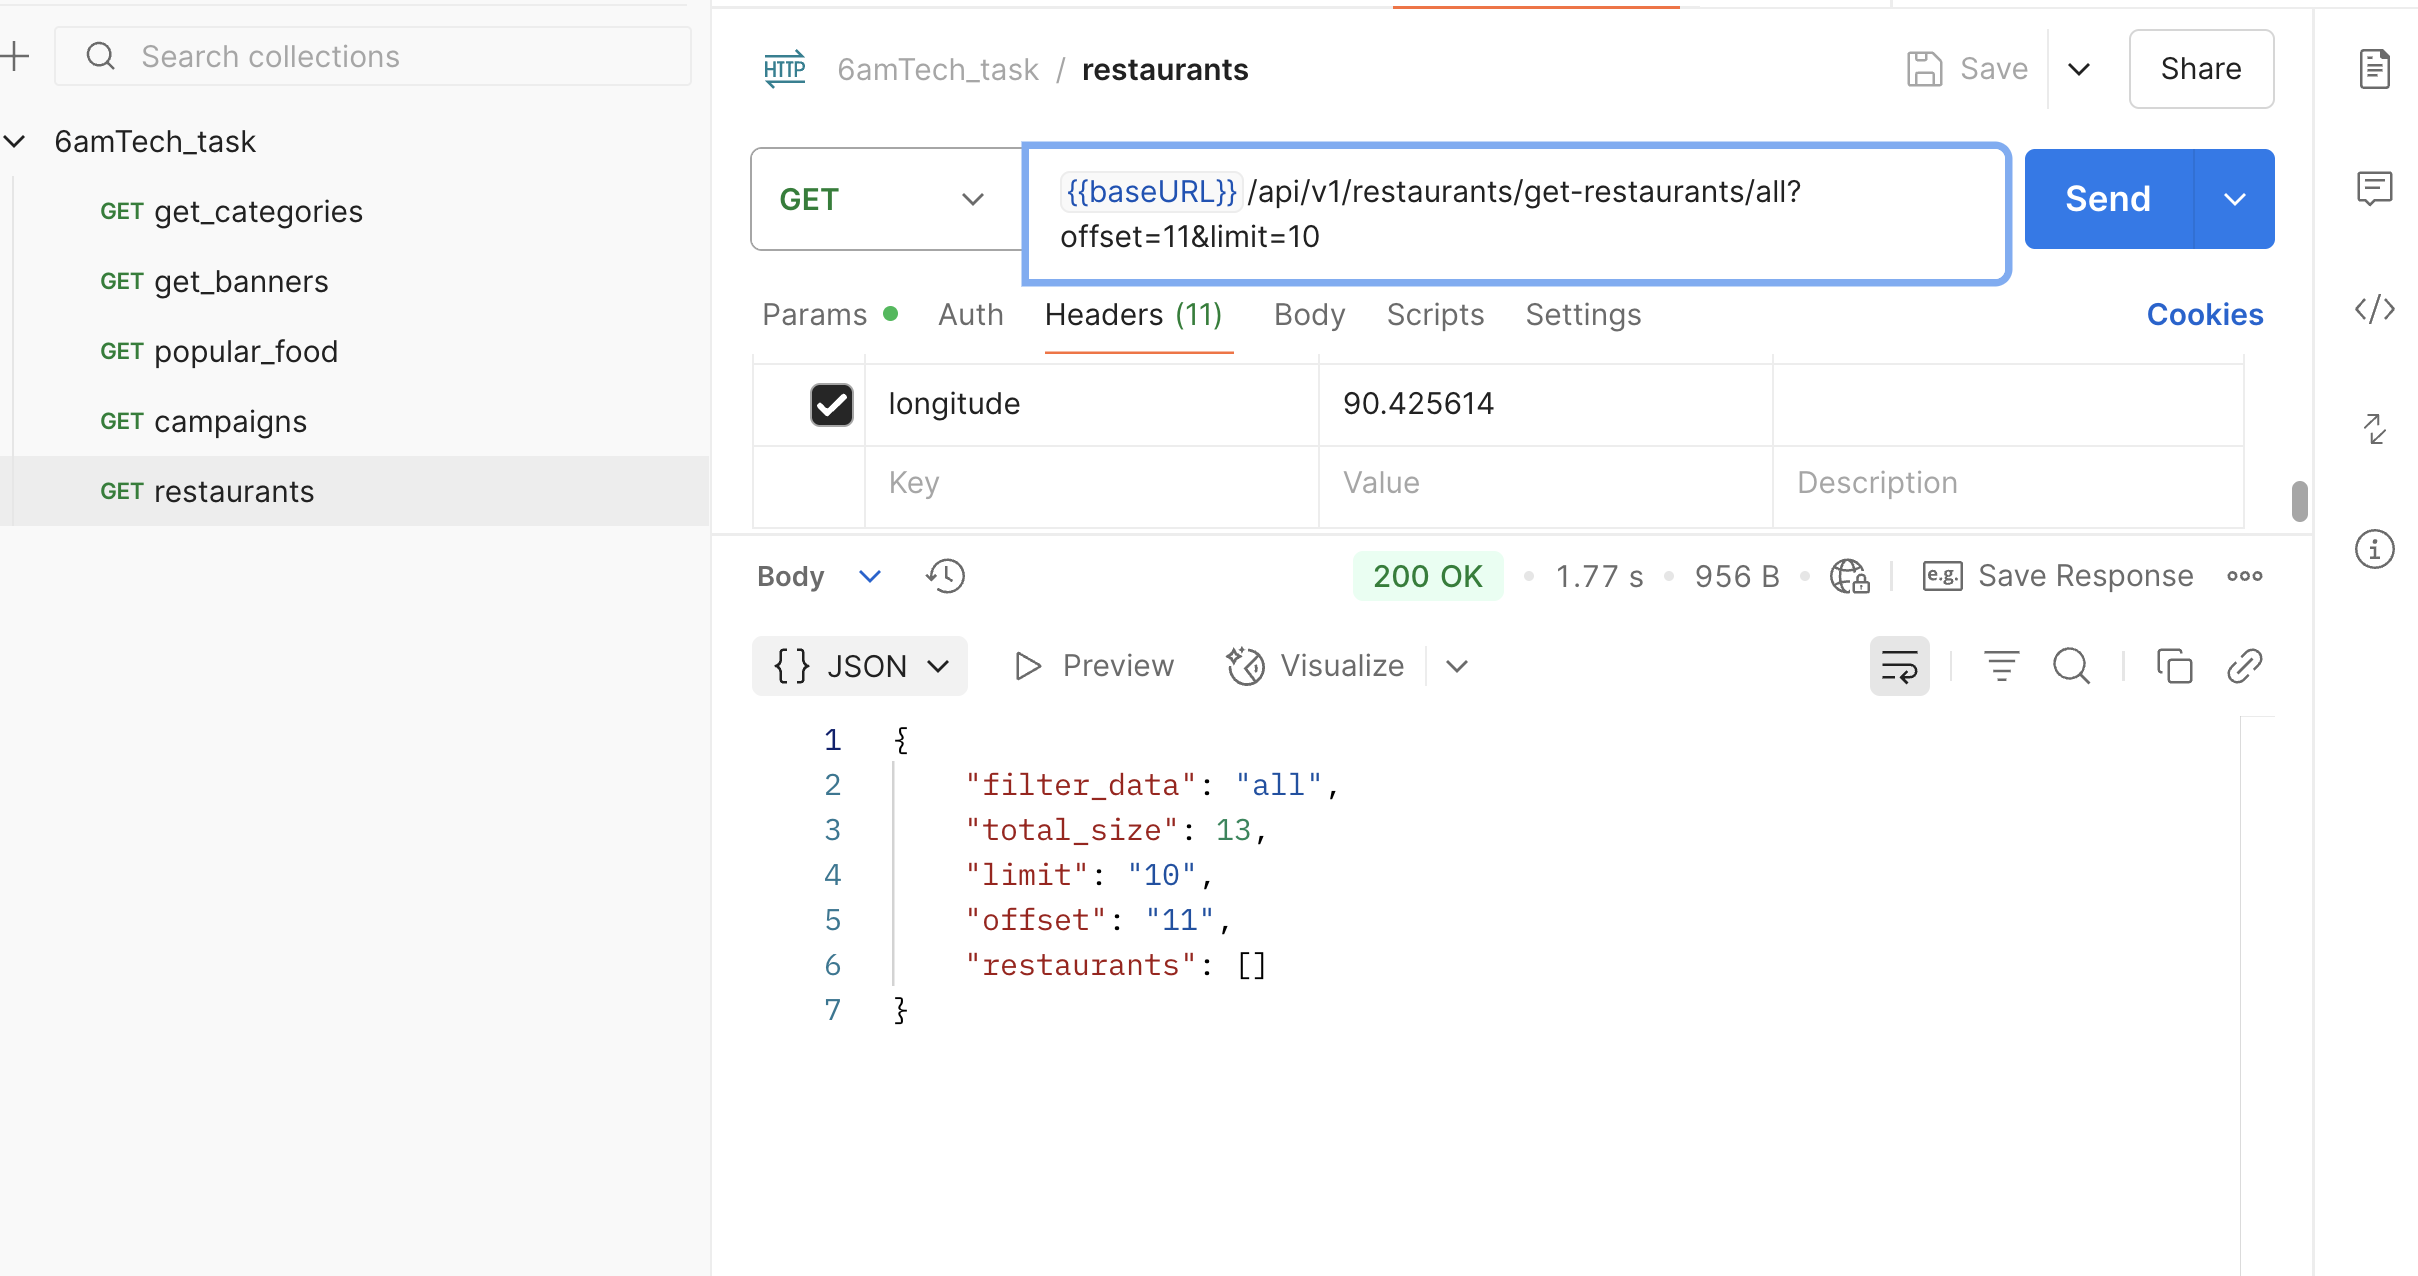 Search collections
6amTech_task
GET get_categories
GET get_banners
GET popular_food
GET campaigns
GET restaurants
HTTP 6amTech_task / restaurants
Save
Share
GET
{{baseURL}}/api/v1/restaurants/get-restaurants/all?
offset=11&limit=10
Send
Params Auth Headers (11) Body Scripts Settings Cookies
longitude 90.425614
Key Value Description
Body 200 OK • 1.77 s • 956 B • e.g. Save Response
{} JSON Preview Visualize
1 {
2 "filter_data": "all",
3 "total_size": 13,
4 "limit": "10",
5 "offset": "11",
6 "restaurants": []
7 }